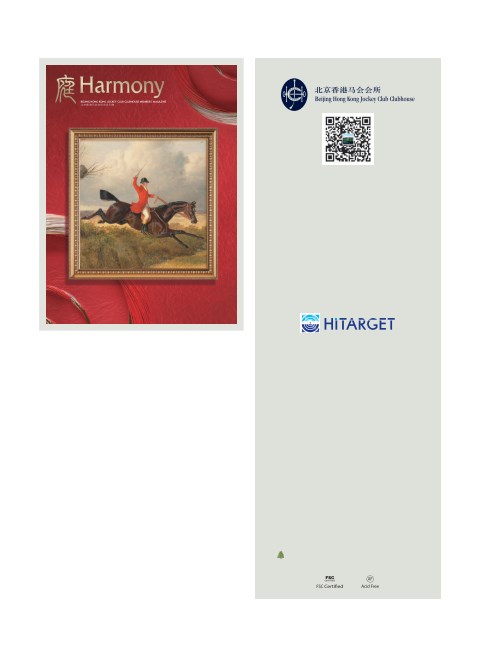 Harmony
北京香港马会会所
Beijing Hong Kong Jockey Club Clubhouse
HITARGET
FSC
FSC Certified
Acid Free